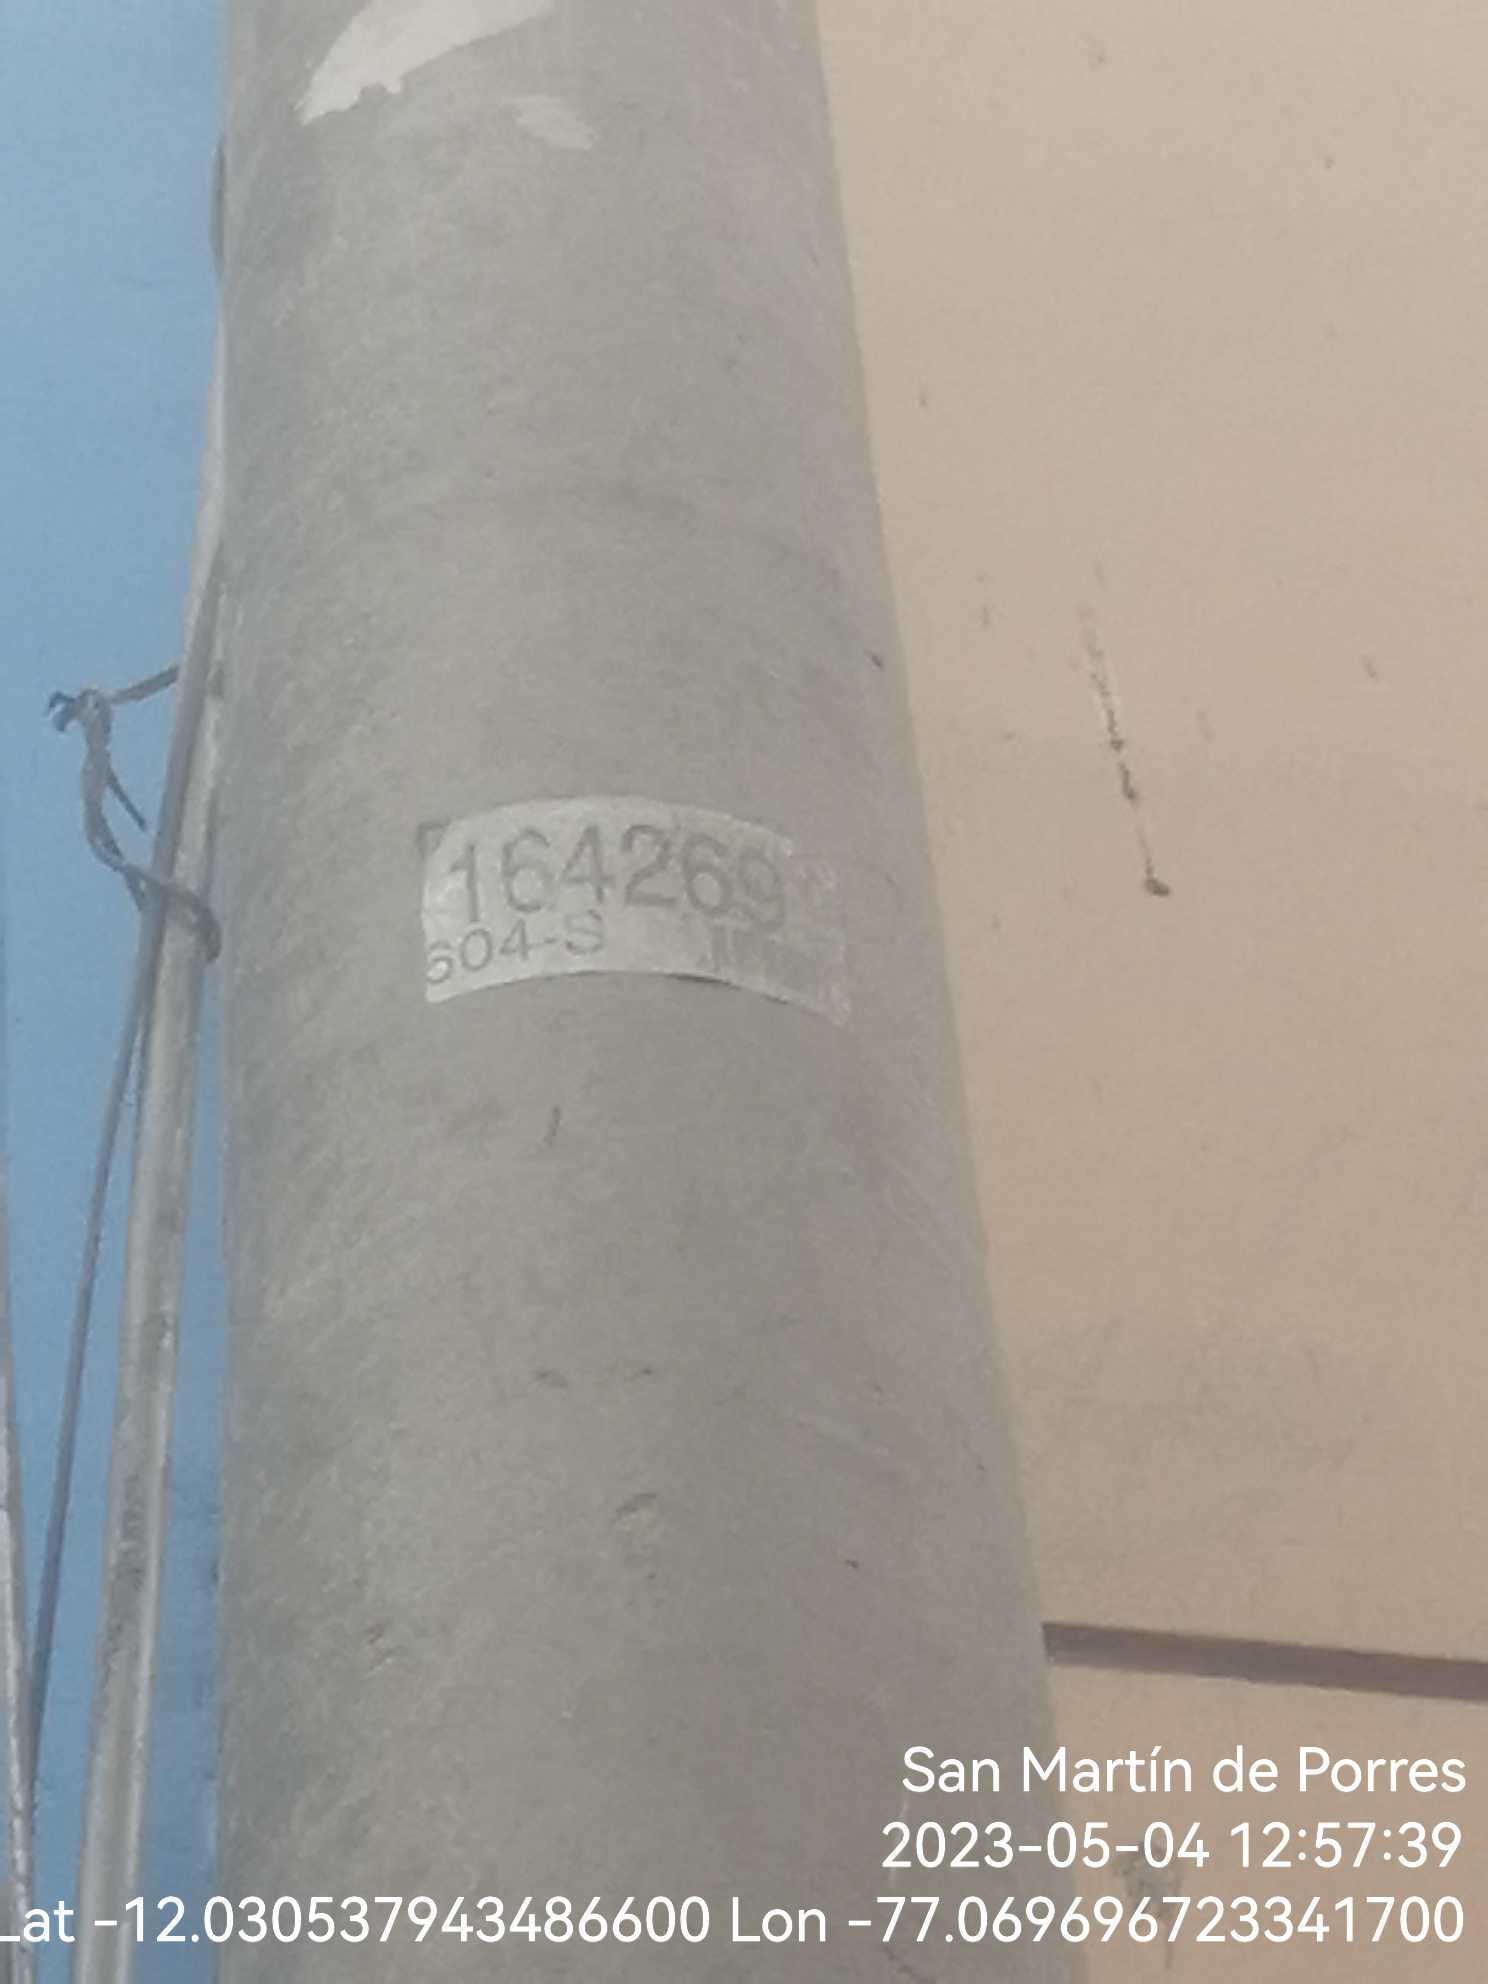 164269
604-S
San Martín de Porres
2023-05-04 12:57:39
Lat -12.030537943486600 Lon -77.069696723341700